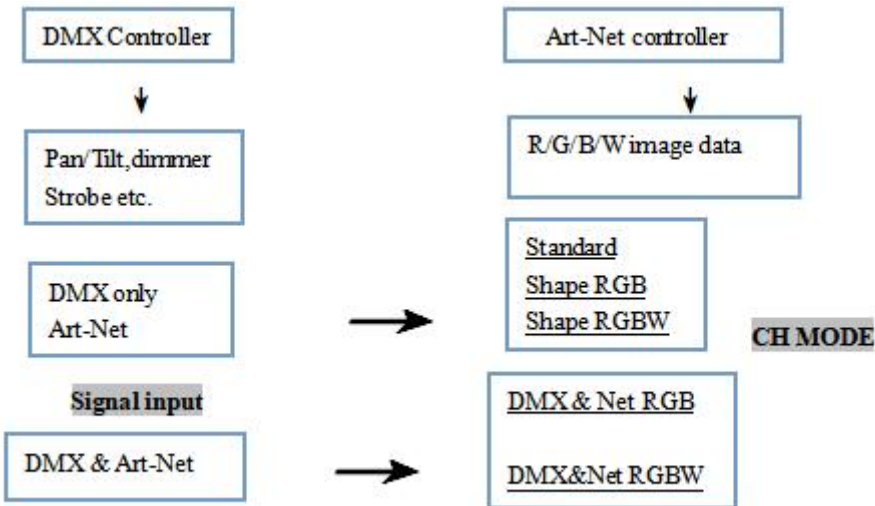 DMX Controller
Art-Net controller
Pan/Tilt,dimmer
Strobe etc.
R/G/B/W image data
DMX only
Art-Net
Standard
Shape RGB
Shape RGBW
CH MODE
Signal input
DMX & Art-Net
DMX & Net RGB
DMX&Net RGBW